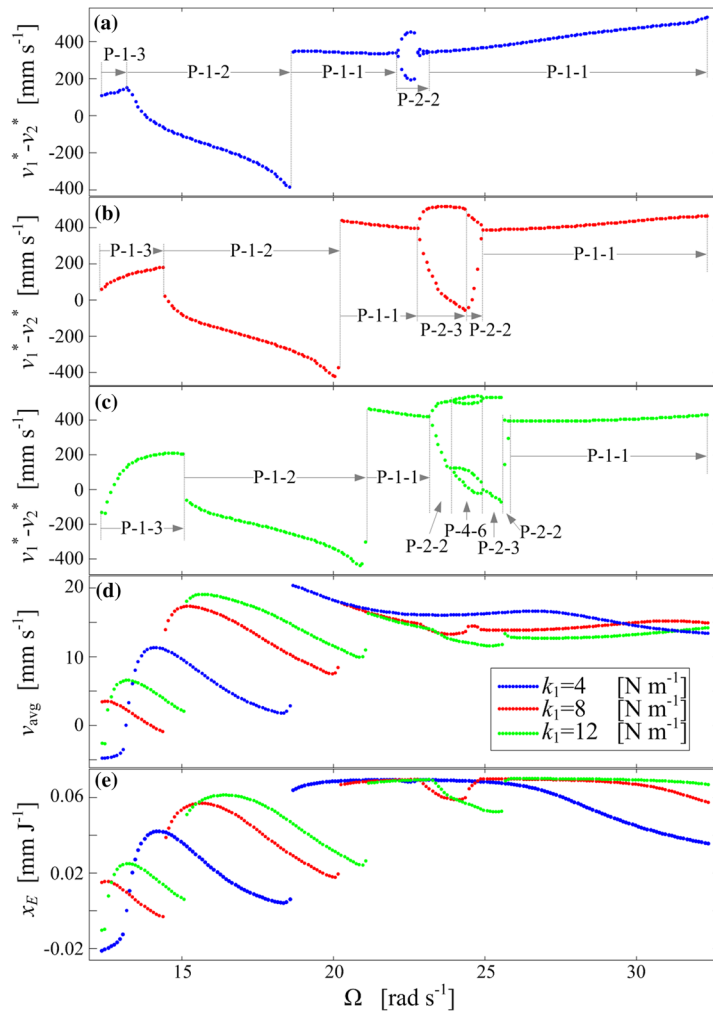 (a)
400
200
0
-200
-400
v₁*-v₂* [mm s⁻¹]
P-1-3
P-1-2
P-1-1
P-2-2
P-1-1
(b)
400
200
0
-200
-400
v₁*-v₂* [mm s⁻¹]
P-1-3
P-1-2
P-1-1
P-2-3
P-2-2
P-1-1
(c)
400
200
0
-200
-400
v₁*-v₂* [mm s⁻¹]
P-1-3
P-1-2
P-1-1
P-2-2
P-4-6
P-2-3
P-2-2
P-1-1
(d)
20
10
0
v_avg [mm s⁻¹]
k₁=4 [N m⁻¹]
k₁=8 [N m⁻¹]
k₁=12 [N m⁻¹]
(e)
0.06
0.02
-0.02
x_E [mm J⁻¹]
15 20 25 30
Ω [rad s⁻¹]